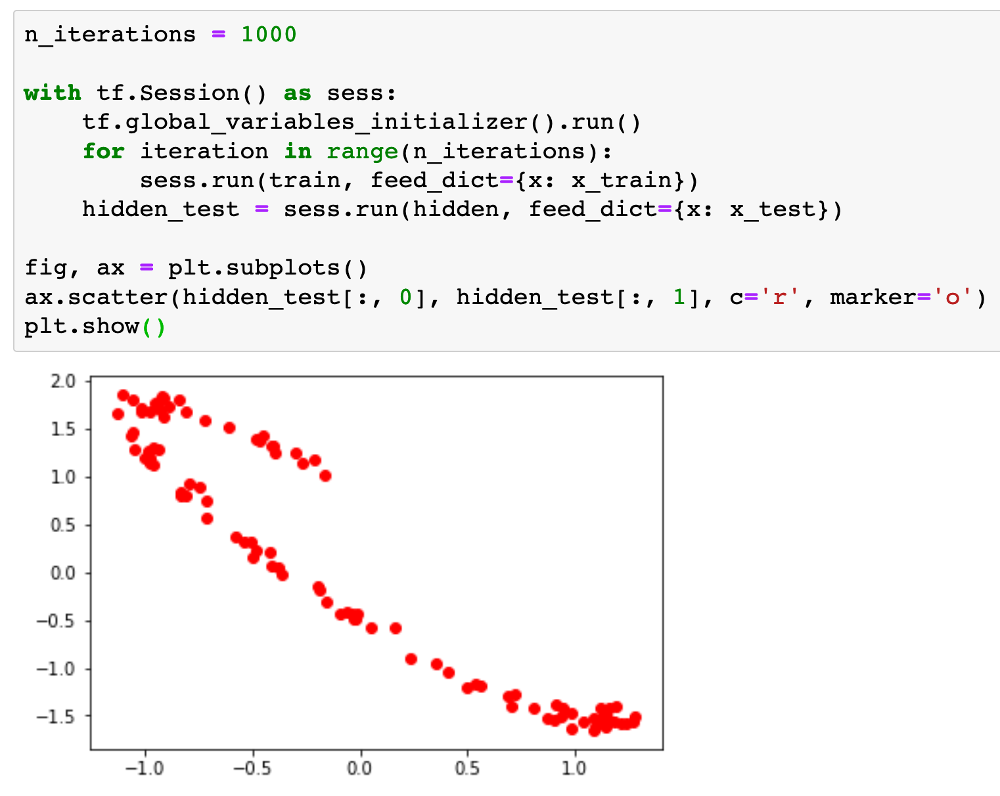 n_iterations = 1000
with tf.Session() as sess:
    tf.global_variables_initializer().run()
    for iteration in range(n_iterations):
        sess.run(train, feed_dict={x: x_train})
    hidden_test = sess.run(hidden, feed_dict={x: x_test})
fig, ax = plt.subplots()
ax.scatter(hidden_test[:, 0], hidden_test[:, 1], c='r', marker='o')
plt.show()
2.0
1.5
1.0
0.5
0.0
−0.5
−1.0
−1.5
−1.0 −0.5 0.0 0.5 1.0